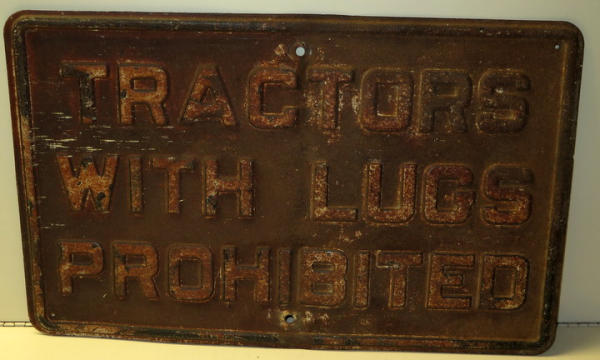 TRACTORS
WITH LUGS
PROHIBITED